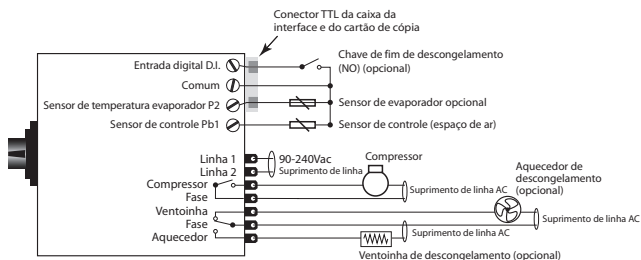 Conector TTL da caixa da
interface e do cartão de cópia
Entrada digital D.I.
Chave de fim de descongelamento
(NO) (opcional)
Comum
Sensor de temperatura evaporador P2
Sensor de evaporador opcional
Sensor de controle Pb1
Sensor de controle (espaço de ar)
Linha 1
90-240Vac
Linha 2
Suprimento de linha
Compressor
Compressor
Suprimento de linha AC
Fase
Aquecedor de
descongelamento
(opcional)
Ventoinha
Fase
Suprimento de linha AC
Aquecedor
Suprimento de linha AC
Ventoinha de descongelamento (opcional)